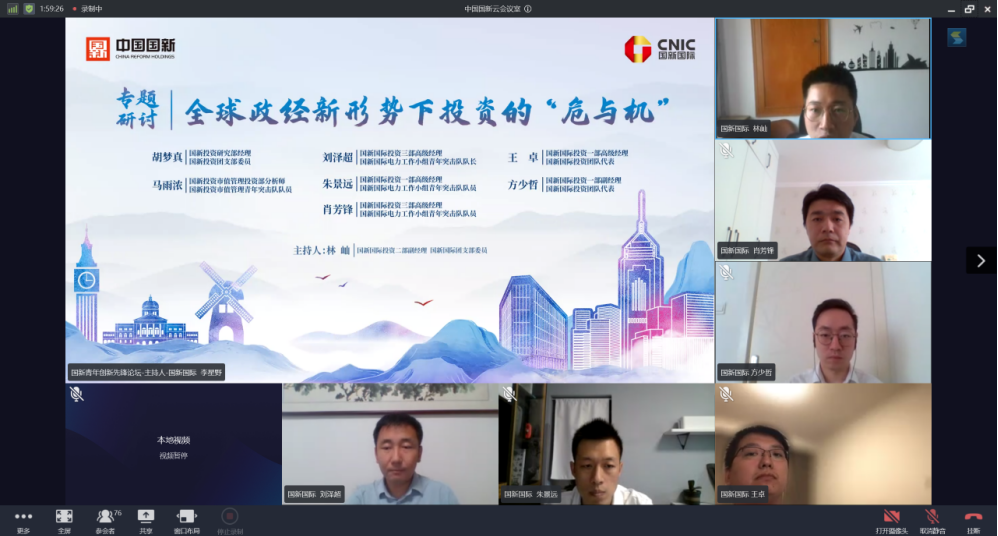 1:59:26
录制中
中国国新云会议室
中国国新
CHINA REFORM HOLDINGS
CNIC
国新国际
专题
研讨
全球政经新形势下投资的“危与机”
胡梦真
国新投资研究部经理
国新投资团支部委员
刘泽超
国新国际投资三部高级经理
国新国际电力工作小组青年突击队队长
王 卓
国新国际投资一部高级经理
国新国际投资团队代表
马雨浓
国新投资市值管理投资部分析师
国新投资市值管理青年突击队队员
朱景远
国新国际投资一部高级经理
国新国际电力工作小组青年突击队队员
方少哲
国新国际投资一部副经理
国新国际投资团队代表
肖芳锋
国新国际投资三部高级经理
国新国际电力工作小组青年突击队队员
主持人:林 屾
国新国际投资二部副经理 国新国际团支部委员
国新青年创新先锋论坛-主持人-国新国际 李星野
国新国际 林屾
国新国际 肖芳锋
国新国际 方少哲
本地视频
视频暂停
国新国际 刘泽超
国新国际 朱景远
国新国际 王卓
76
更多
全屏
参会者
共享
窗口布局
停止录制
打开摄像头
取消静音
挂断